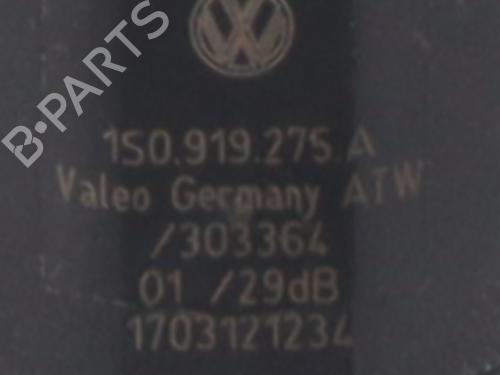 B-PARTS
1S0.919.275.A
Valeo Germany ATW
/303364
01 /29dB
1703121234